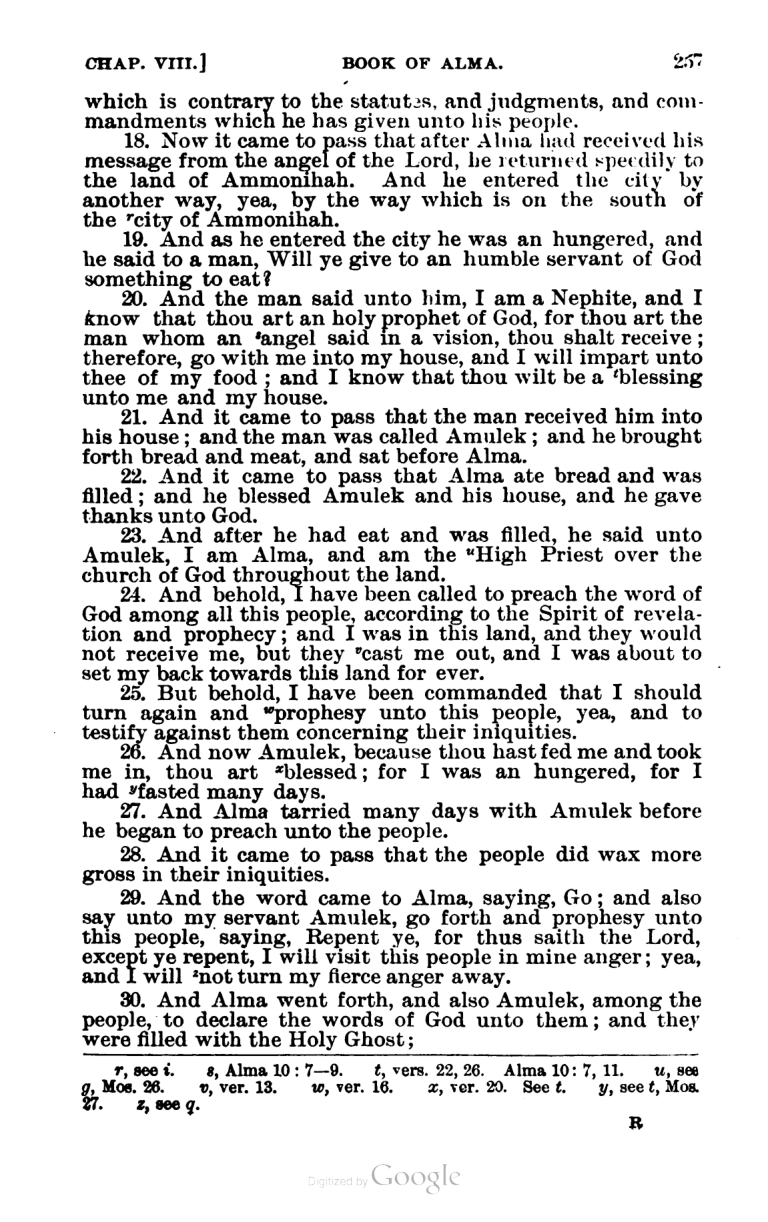 CHAP. VIII.] BOOK OF ALMA. 257
which is contrary to the statutes, and judgments, and com-
mandments which he has given unto his people.
18. Now it came to pass that after Alma had received his
message from the angel of the Lord, he returned speedily to
the land of Ammonihah. And he entered the city by
another way, yea, by the way which is on the south of
the rcity of Ammonihah.
19. And as he entered the city he was an hungered, and
he said to a man, Will ye give to an humble servant of God
something to eat?
20. And the man said unto him, I am a Nephite, and I
know that thou art an holy prophet of God, for thou art the
man whom an sangel said in a vision, thou shalt receive;
therefore, go with me into my house, and I will impart unto
thee of my food; and I know that thou wilt be a tblessing
unto me and my house.
21. And it came to pass that the man received him into
his house; and the man was called Amulek; and he brought
forth bread and meat, and sat before Alma.
22. And it came to pass that Alma ate bread and was
filled; and he blessed Amulek and his house, and he gave
thanks unto God.
23. And after he had eat and was filled, he said unto
Amulek, I am Alma, and am the uHigh Priest over the
church of God throughout the land.
24. And behold, I have been called to preach the word of
God among all this people, according to the Spirit of revela-
tion and prophecy; and I was in this land, and they would
not receive me, but they vcast me out, and I was about to
set my back towards this land for ever.
25. But behold, I have been commanded that I should
turn again and wprophesy unto this people, yea, and to
testify against them concerning their iniquities.
26. And now Amulek, because thou hast fed me and took
me in, thou art xblessed; for I was an hungered, for I
had yfasted many days.
27. And Alma tarried many days with Amulek before
he began to preach unto the people.
28. And it came to pass that the people did wax more
gross in their iniquities.
29. And the word came to Alma, saying, Go; and also
say unto my servant Amulek, go forth and prophesy unto
this people, saying, Repent ye, for thus saith the Lord,
except ye repent, I will visit this people in mine anger; yea,
and I will znot turn my fierce anger away.
30. And Alma went forth, and also Amulek, among the
people, to declare the words of God unto them; and they
were filled with the Holy Ghost;
r, see i. s, Alma 10: 7—9. t, vers. 22, 26. Alma 10: 7, 11. u, see
g, Mos. 26. v, ver. 13. w, ver. 16. x, ver. 20. See t. y, see t, Mos.
27. z, see q.
R
Digitized by Google